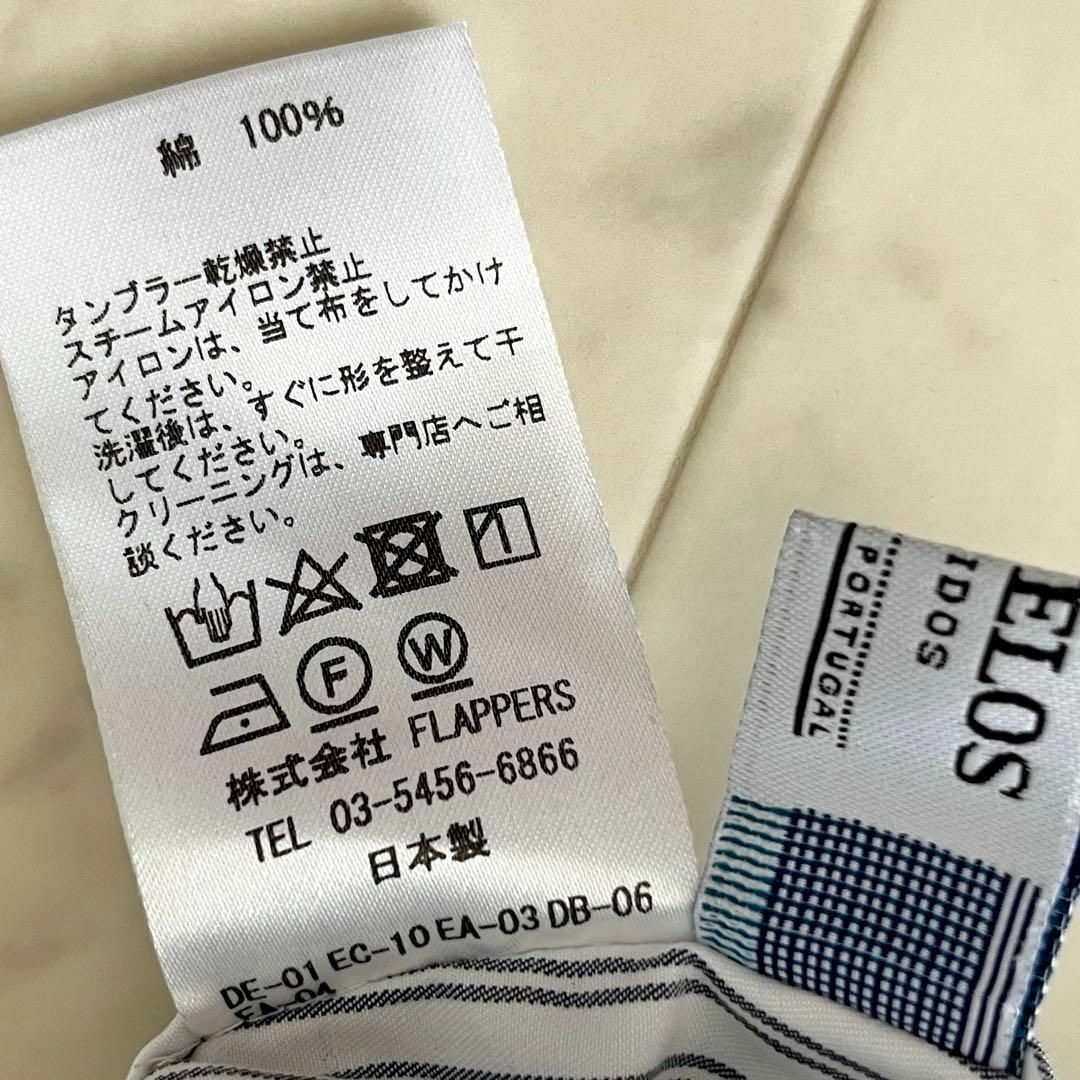 綿 100%
タンブラー乾燥禁止
スチームアイロン禁止
アイロンは、当て布をしてかけ
てください。
洗濯後は、すぐに形を整えて干
してください。
クリーニングは、専門店へご相
談ください。
F W
株式会社 FLAPPERS
TEL 03-5456-6866
日本製
DE-01 EC-10 EA-03 DB-06
EA-04
ELOS
IDOS
PORTUGAL